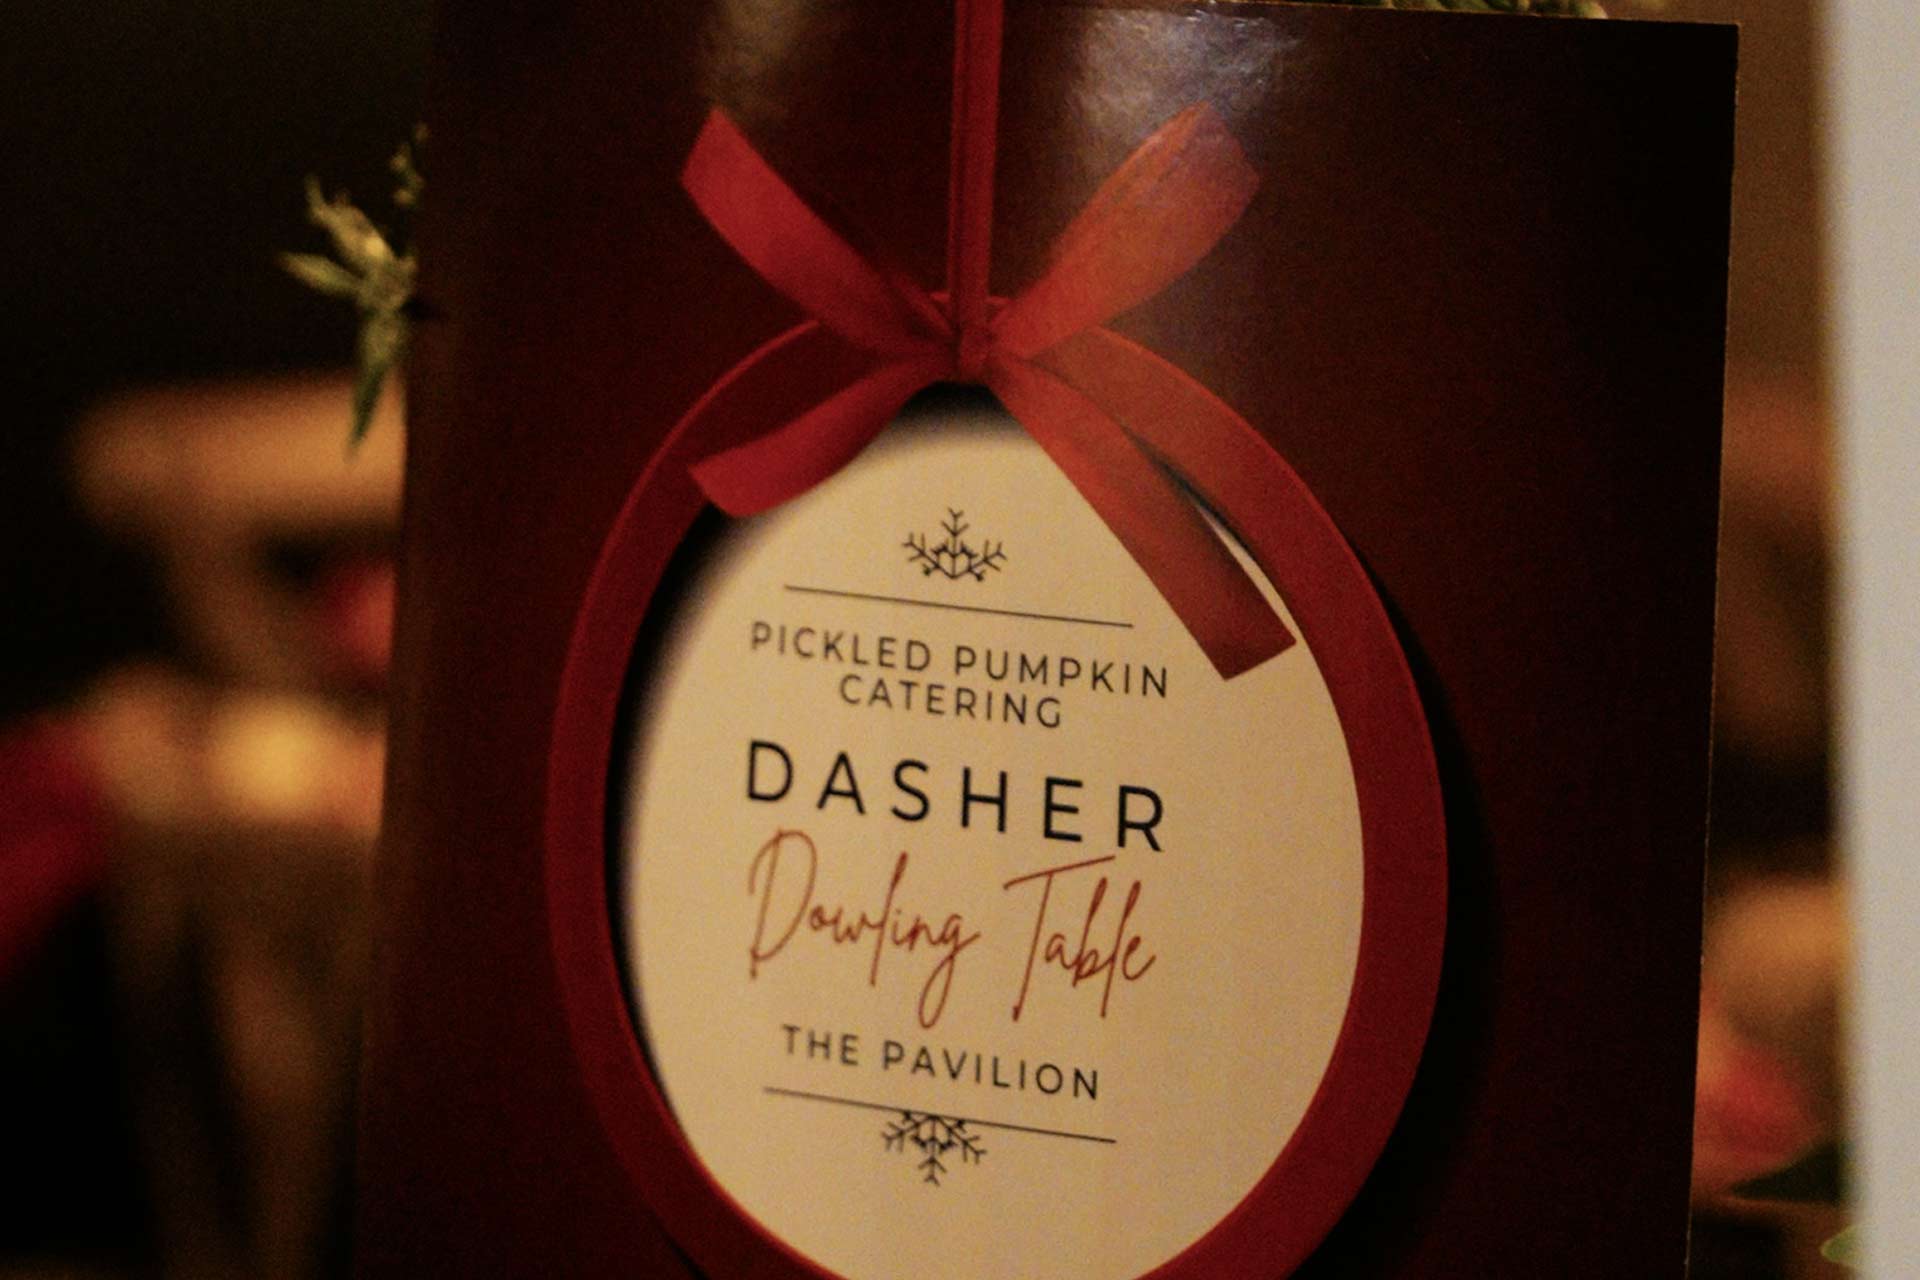 PICKLED PUMPKIN
CATERING
DASHER
Dowling Table
THE PAVILION